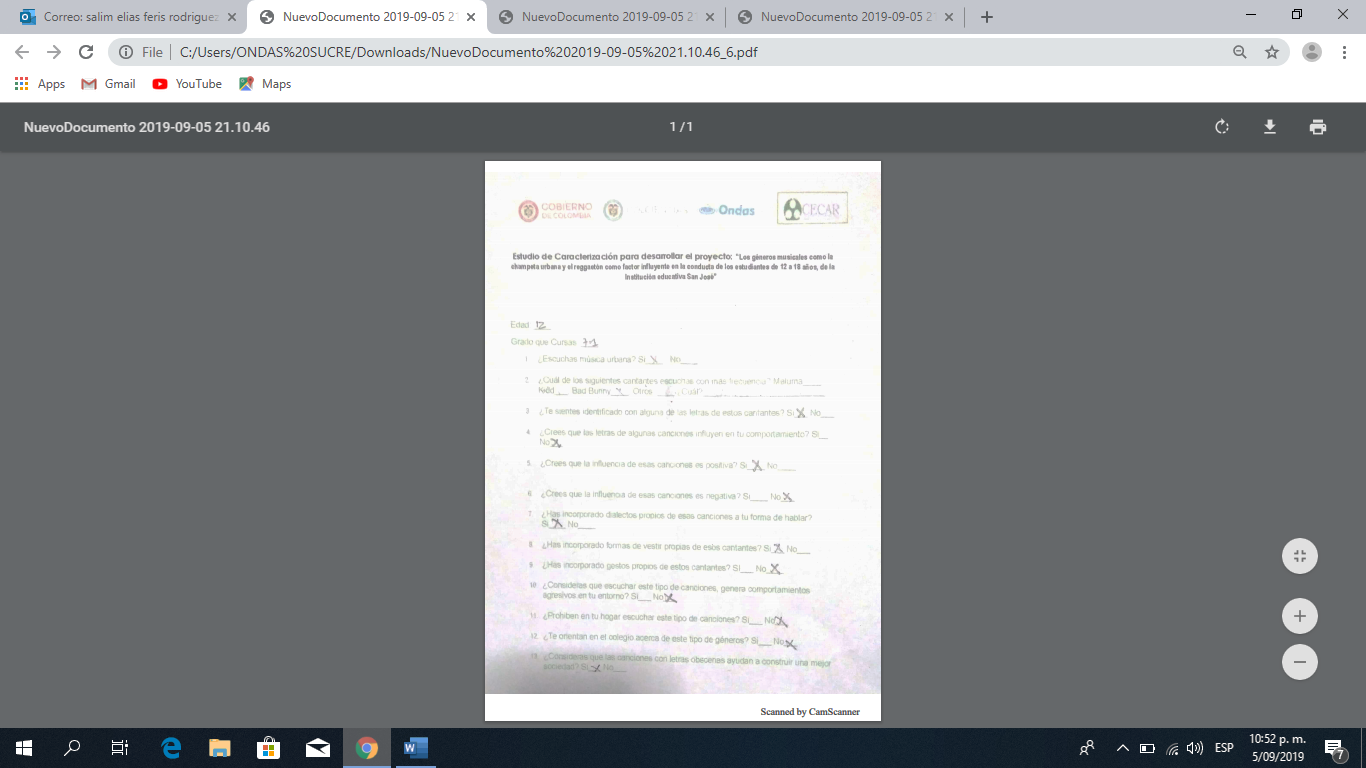 Correo: salim elias feris rodriguez
NuevoDocumento 2019-09-05 21
NuevoDocumento 2019-09-05 2
NuevoDocumento 2019-09-05 2
File | C:/Users/ONDAS%20SUCRE/Downloads/NuevoDocumento%202019-09-05%2021.10.46_6.pdf
Apps Gmail YouTube Maps
NuevoDocumento 2019-09-05 21.10.46
1 / 1
GOBIERNO
DE COLOMBIA
Ondas
CECAR
Estudio de Caracterización para desarrollar el proyecto: "Los géneros musicales como la
champeta urbana y el reggaetón como factor influyente en la conducta de los estudiantes de 12 a 18 años, de la
Institución educativa San José"
Edad 12
Grado que Cursas 7-1
1. ¿Escuchas música urbana? Si X No
2. ¿Cuál de los siguientes cantantes escuchas con más frecuencia? Maluma
Kidd Bad Bunny X Otros ¿Cuál?
3. ¿Te sientes identificado con alguna de las letras de estos cantantes? Si X No
4. ¿Crees que las letras de algunas canciones influyen en tu comportamiento? Si
No X
5. ¿Crees que la influencia de esas canciones es positiva? Si X No
6. ¿Crees que la influencia de esas canciones es negativa? Si No X
7. ¿Has incorporado dialectos propios de esas canciones a tu forma de hablar?
Si X No
8. ¿Has incorporado formas de vestir propias de estos cantantes? Si X No
9. ¿Has incorporado gestos propios de estos cantantes? Si No X
10. ¿Consideras que escuchar este tipo de canciones, genera comportamientos
agresivos en tu entorno? Si No X
11. ¿Prohiben en tu hogar escuchar este tipo de canciones? Si No X
12. ¿Te orientan en el colegio acerca de este tipo de géneros? Si No X
13. ¿Consideras que las canciones con letras obscenas ayudan a construir una mejor
sociedad? Si X No
Scanned by CamScanner
ESP
10:52 p. m.
5/09/2019
7